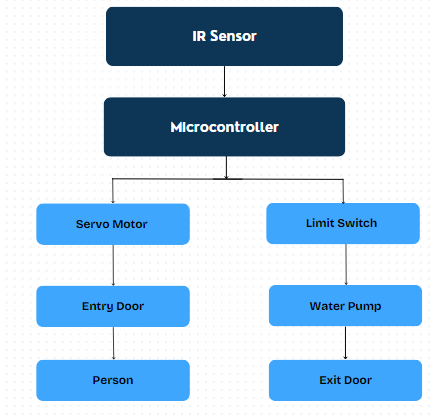 IR Sensor
Microcontroller
Servo Motor
Limit Switch
Entry Door
Water Pump
Person
Exit Door